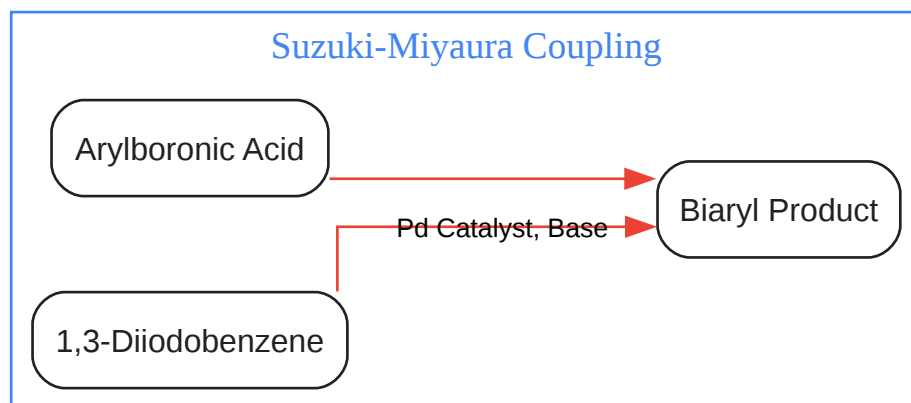 Suzuki-Miyaura Coupling
Arylboronic Acid
Biaryl Product
Pd Catalyst, Base
1,3-Diiodobenzene